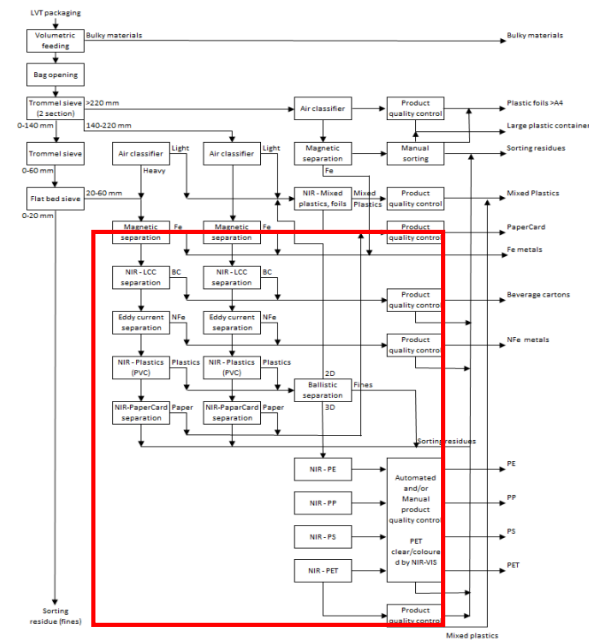 LVT packaging
Volumetric
feeding
Bulky materials
Bulky materials
Bag opening
Trommel sieve
(2 section)
>220 mm
Air classifier
Product
quality control
Plastic foils >A4
Large plastic container
0-140 mm
140-220 mm
Trommel sieve
Air classifier
Light
Air classifier
Light
Magnetic
separation
Manual
sorting
Sorting residues
0-60 mm
Heavy
Fe
Flat bed sieve
20-60 mm
NIR - Mixed
plastics, foils
Mixed
Plastics
Product
quality control
Mixed Plastics
0-20 mm
Magnetic
separation
Fe
Magnetic
separation
Fe
Product
quality control
PaperCard
Fe metals
NIR - LCC
separation
BC
NIR - LCC
separation
BC
Product
quality control
Beverage cartons
Eddy current
separation
NFe
Eddy current
separation
NFe
Product
quality control
NFe metals
NIR - Plastics
(PVC)
Plastics
NIR - Plastics
(PVC)
Plastics
2D
Ballistic
separation
Fines
3D
NIR-PaperCard
separation
Paper
NIR-PaparCard
separation
Paper
Sorting residues
NIR - PE
NIR - PP
NIR - PS
NIR - PET
Automated
and/or
Manual
product
quality control
PET
clear/coloure
d by NIR-VIS
PE
PP
PS
PET
Product
quality control
Sorting
residue (fines)
Mixed plastics